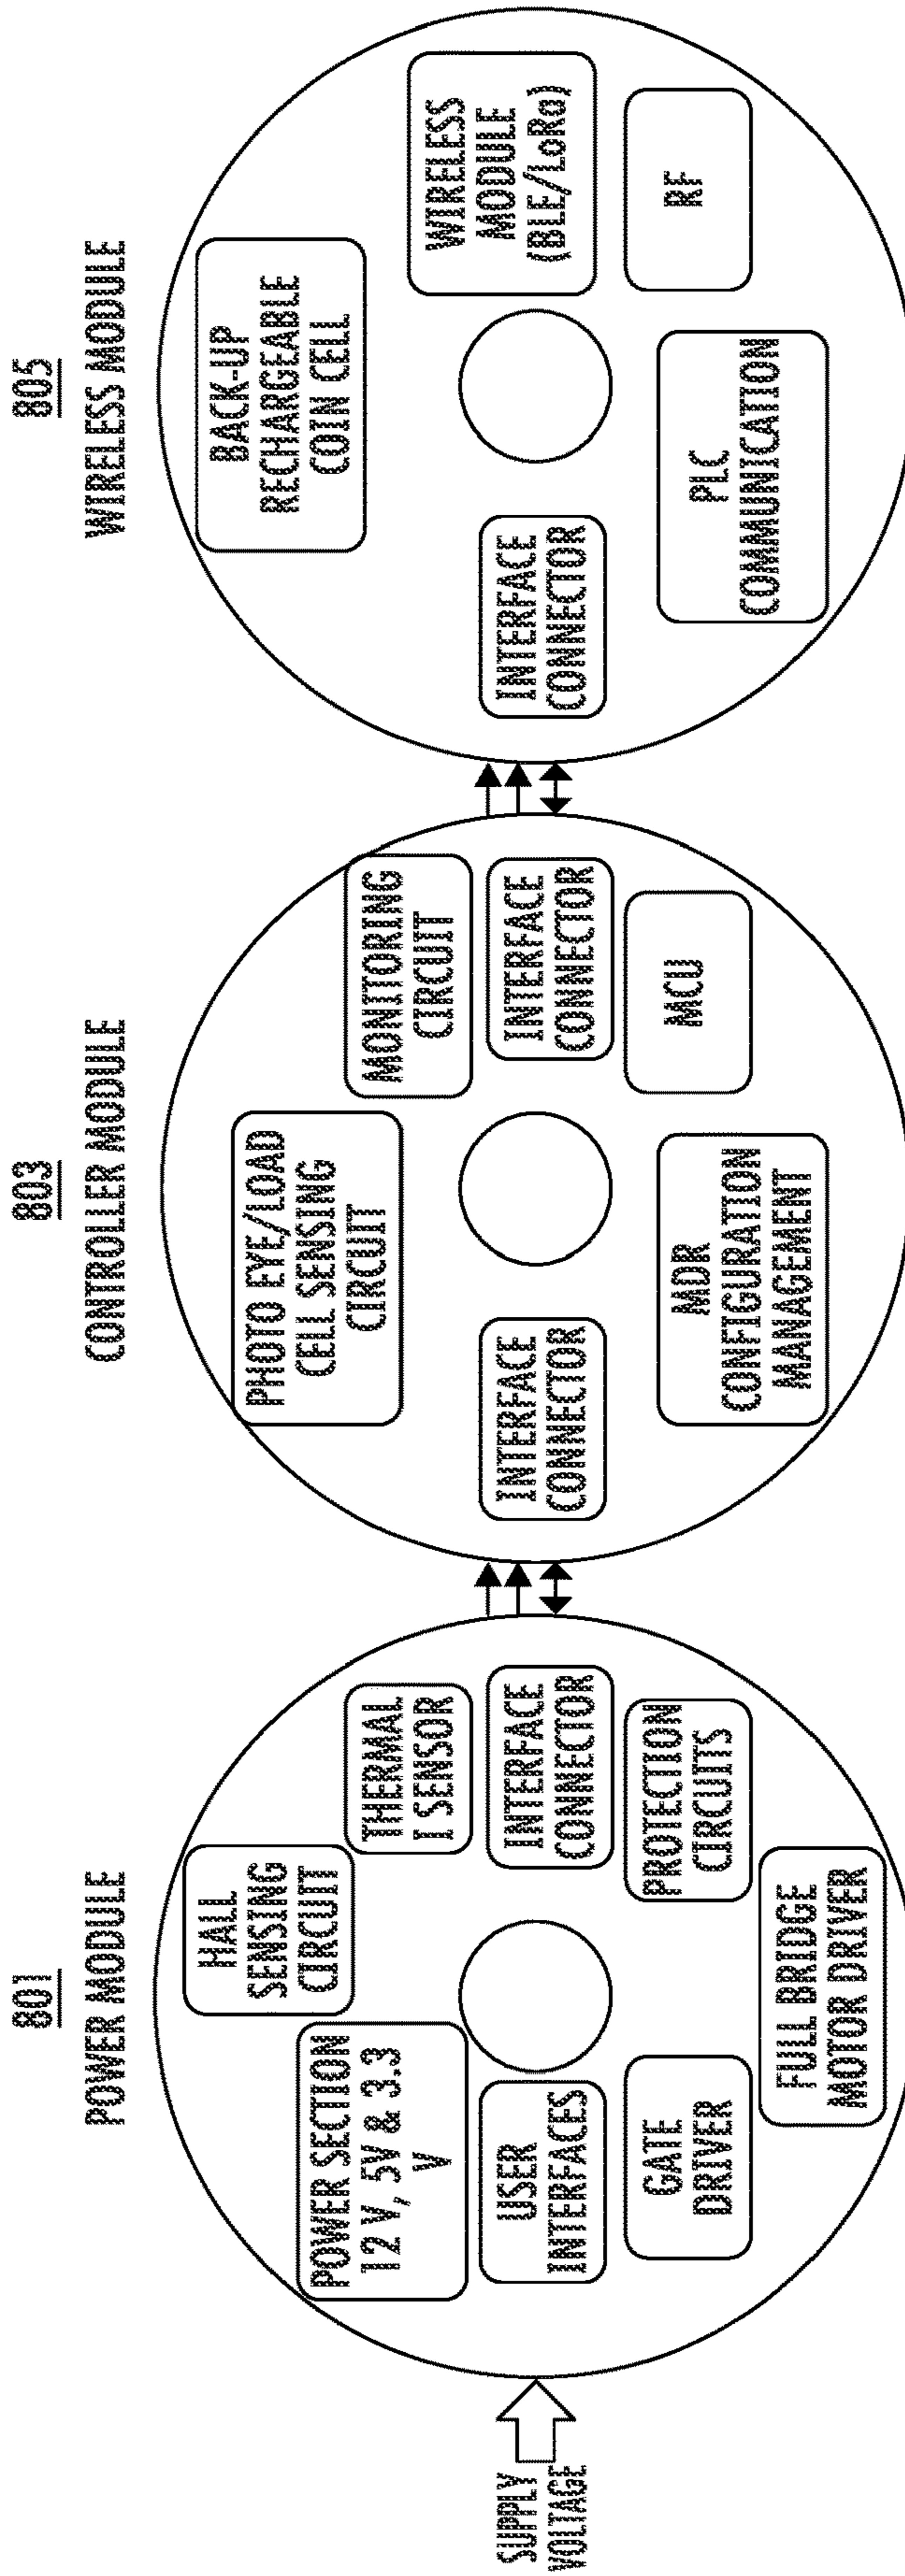 801
POWER MODULE
HALL
SENSING
CIRCUIT
POWER SECTION
12 V, 5V & 3.3
V
THERMAL
I SENSOR
USER
INTERFACES
INTERFACE
CONNECTOR
GATE
DRIVER
PROTECTION
CIRCUITS
FULL BRIDGE
MOTOR DRIVER
SUPPLY
VOLTAGE
803
CONTROLLER MODULE
PHOTO EYE/LOAD
CELL SENSING
CIRCUIT
MONITORING
CIRCUIT
INTERFACE
CONNECTOR
INTERFACE
CONNECTOR
MDR
CONFIGURATION
MANAGEMENT
MCU
805
WIRELESS MODULE
BACK-UP
RECHARGEABLE
COIN CELL
WIRELESS
MODULE
(BLE/LoRa)
INTERFACE
CONNECTOR
PLC
COMMUNICATION
RF